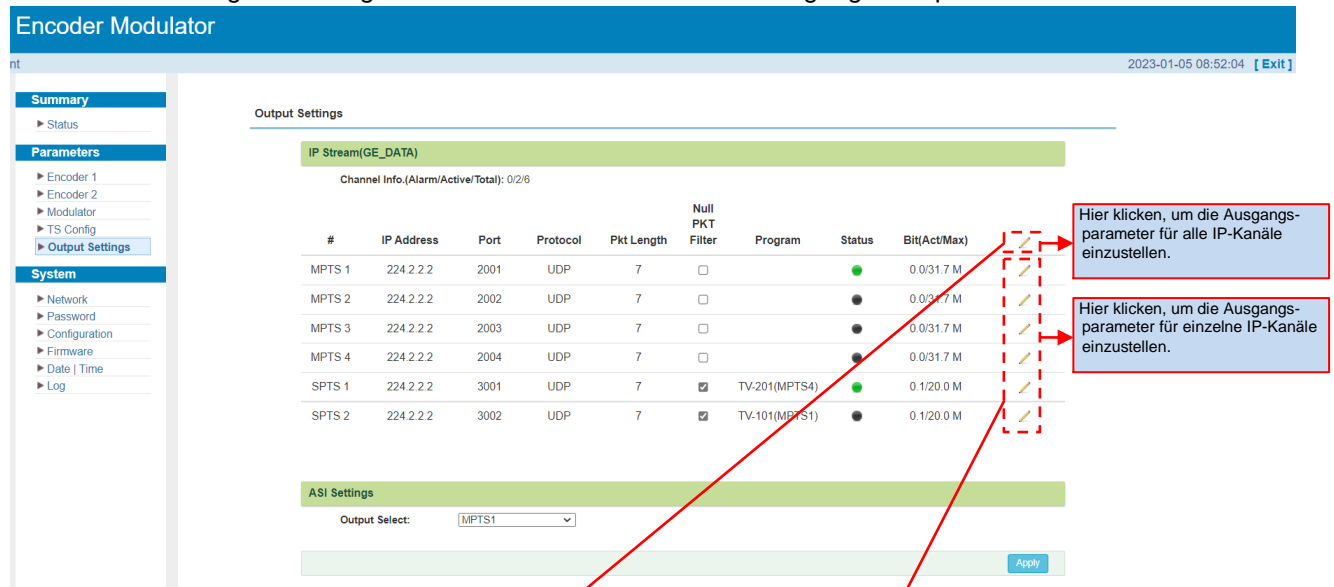 Encoder Modulator
nt
2023-01-05 08:52:04 [ Exit ]
Summary
Status
Parameters
Encoder 1
Encoder 2
Modulator
TS Config
Output Settings
System
Network
Password
Configuration
Firmware
Date | Time
Log
Output Settings
IP Stream(GE_DATA)
Channel Info.(Alarm/Active/Total): 0/2/6
# IP Address Port Protocol Pkt Length Null PKT Filter Program Status Bit(Act/Max)
MPTS 1 224.2.2.2 2001 UDP 7 0.0/31.7 M
MPTS 2 224.2.2.2 2002 UDP 7 0.0/31.7 M
MPTS 3 224.2.2.2 2003 UDP 7 0.0/31.7 M
MPTS 4 224.2.2.2 2004 UDP 7 0.0/31.7 M
SPTS 1 224.2.2.2 3001 UDP 7 TV-201(MPTS4) 0.1/20.0 M
SPTS 2 224.2.2.2 3002 UDP 7 TV-101(MPTS1) 0.1/20.0 M
Hier klicken, um die Ausgangs-
parameter für alle IP-Kanäle
einzustellen.
Hier klicken, um die Ausgangs-
parameter für einzelne IP-Kanäle
einzustellen.
ASI Settings
Output Select: MPTS1
Apply